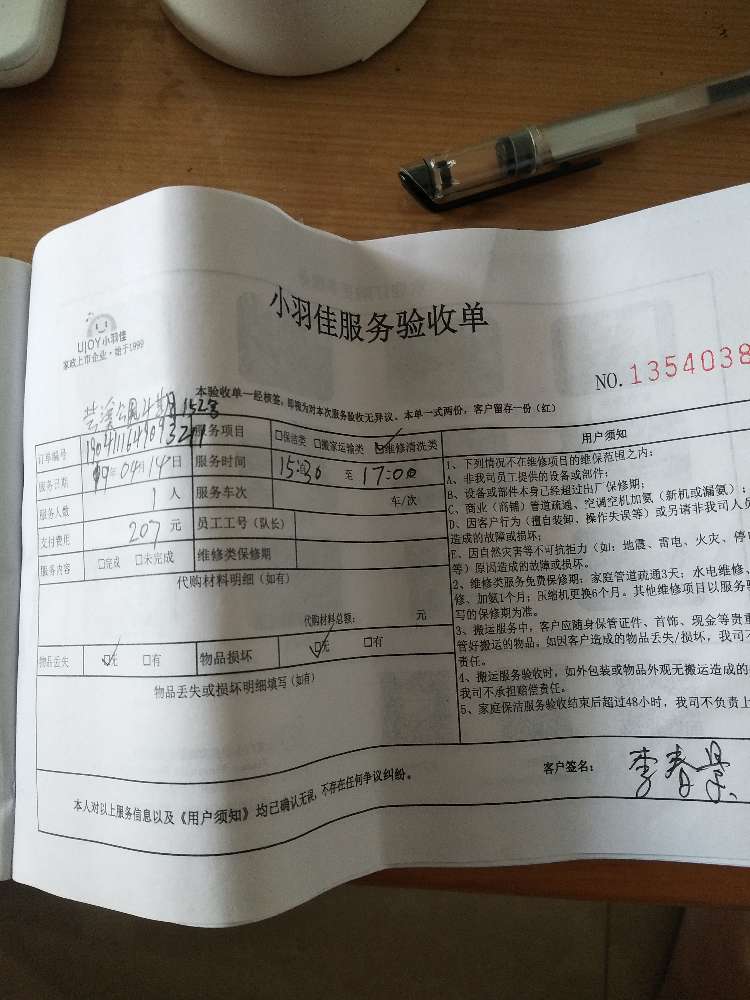 UJOY小羽佳
家政上市企业·始于1999
小羽佳服务验收单
NO. 1354038
本验收单一经核签，即视为对本次服务验收无异议。本单一式两份，客户留存一份（红）
订单编号 服务项目 □保洁类 □搬家运输类 ☑维修清洗类
服务日期 19年04月14日 服务时间 15:30 至 17:00
服务人数 1 人 服务车次 车/次
支付费用 207 元 员工工号（队长）
服务内容 □完成 □未完成 维修类保修期
代购材料明细（如有）
代购材料总额： 元
物品丢失 ☑无 □有 物品损坏 ☑无 □有
物品丢失或损坏明细填写（如有）
用户须知
1、下列情况不在维修项目的维保范围之内：
A、非我司员工提供的设备或部件；
B、设备或部件本身已经超过出厂保修期；
C、商业（商铺）管道疏通、空调空机加氨（新机或漏氨）；
D、因客户行为（擅自装卸、操作失误等）或另请非我司人员
造成的故障或损坏；
E、因自然灾害等不可抗拒力（如：地震、雷电、火灾、停电
等）原因造成的故障或损坏。
2、维修类服务免费保修期：家庭管道疏通3天；水电维修、
修、加氨1个月；压缩机更换6个月。其他维修项目以服务验
写的保修期为准。
3、搬运服务中，客户应随身保管证件、首饰、现金等贵重
管好搬运的物品。如因客户造成的物品丢失/损坏，我司不
责任。
4、搬运服务验收时，如外包装或物品外观无搬运造成的
我司不承担赔偿责任。
5、家庭保洁服务验收结束后超过48小时，我司不负责上
客户签名： 李春景
本人对以上服务信息以及《用户须知》均已确认无误，不存在任何争议纠纷。